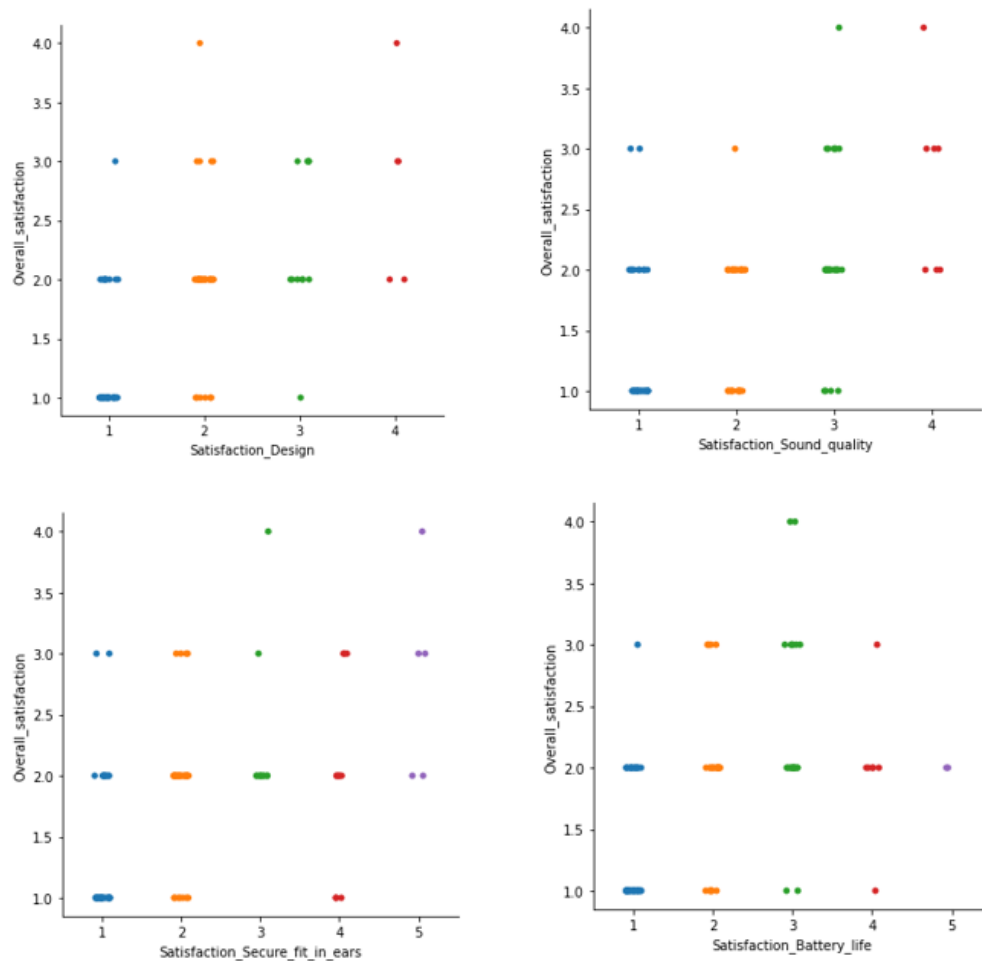 4.0
3.5
3.0
2.5
2.0
1.5
1.0
Overall_satisfaction
1 2 3 4
Satisfaction_Design
4.0
3.5
3.0
2.5
2.0
1.5
1.0
Overall_satisfaction
1 2 3 4
Satisfaction_Sound_quality
4.0
3.5
3.0
2.5
2.0
1.5
1.0
Overall_satisfaction
1 2 3 4 5
Satisfaction_Secure_fit_in_ears
4.0
3.5
3.0
2.5
2.0
1.5
1.0
Overall_satisfaction
1 2 3 4 5
Satisfaction_Battery_life